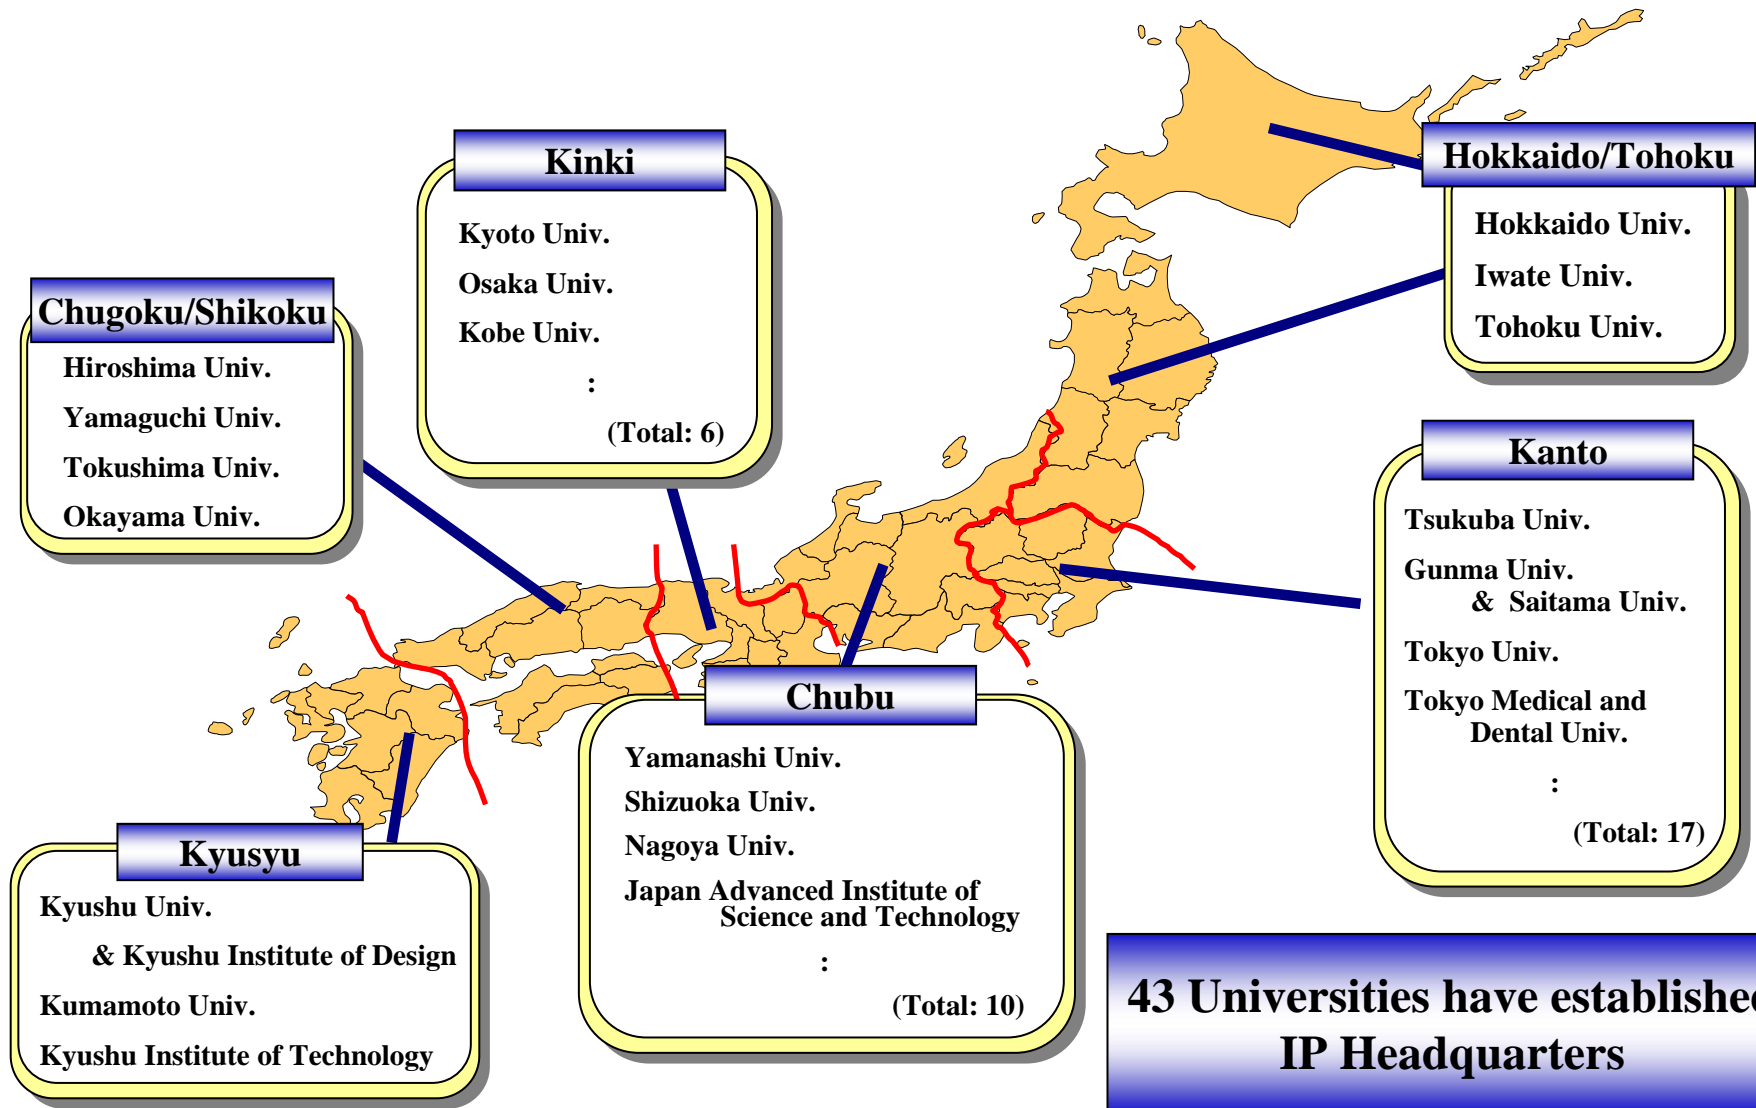 Kinki
Kyoto Univ.
Osaka Univ.
Kobe Univ.
:
(Total: 6)
Hokkaido/Tohoku
Hokkaido Univ.
Iwate Univ.
Tohoku Univ.
Chugoku/Shikoku
Hiroshima Univ.
Yamaguchi Univ.
Tokushima Univ.
Okayama Univ.
Kanto
Tsukuba Univ.
Gunma Univ.
& Saitama Univ.
Tokyo Univ.
Tokyo Medical and
Dental Univ.
:
(Total: 17)
Chubu
Yamanashi Univ.
Shizuoka Univ.
Nagoya Univ.
Japan Advanced Institute of
Science and Technology
:
(Total: 10)
Kyusyu
Kyushu Univ.
& Kyushu Institute of Design
Kumamoto Univ.
Kyushu Institute of Technology
43 Universities have established
IP Headquarters